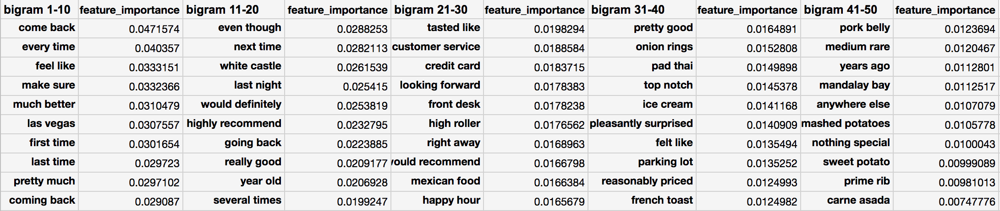 bigram 1-10 feature_importance bigram 11-20 feature_importance bigram 21-30 feature_importance bigram 31-40 feature_importance bigram 41-50 feature_importance
come back 0.0471574 even though 0.0288253 tasted like 0.0198294 pretty good 0.0164891 pork belly 0.0123694
every time 0.040357 next time 0.0282113 customer service 0.0188584 onion rings 0.0152808 medium rare 0.0120467
feel like 0.0333151 white castle 0.0261539 credit card 0.0183715 pad thai 0.0149898 years ago 0.0112801
make sure 0.0332366 last night 0.025415 looking forward 0.0178383 top notch 0.0145378 mandalay bay 0.0112517
much better 0.0310479 would definitely 0.0253819 front desk 0.0178238 ice cream 0.0141168 anywhere else 0.0107079
las vegas 0.0307557 highly recommend 0.0232795 high roller 0.0176562 pleasantly surprised 0.0140909 mashed potatoes 0.0105778
first time 0.0301654 going back 0.0223885 right away 0.0168963 felt like 0.0135494 nothing special 0.0100043
last time 0.029723 really good 0.0209177 would recommend 0.0166798 parking lot 0.0135252 sweet potato 0.00999089
pretty much 0.0297102 year old 0.0206928 mexican food 0.0166384 reasonably priced 0.0124993 prime rib 0.00981013
coming back 0.029087 several times 0.0199247 happy hour 0.0165679 french toast 0.0124982 carne asada 0.00747776